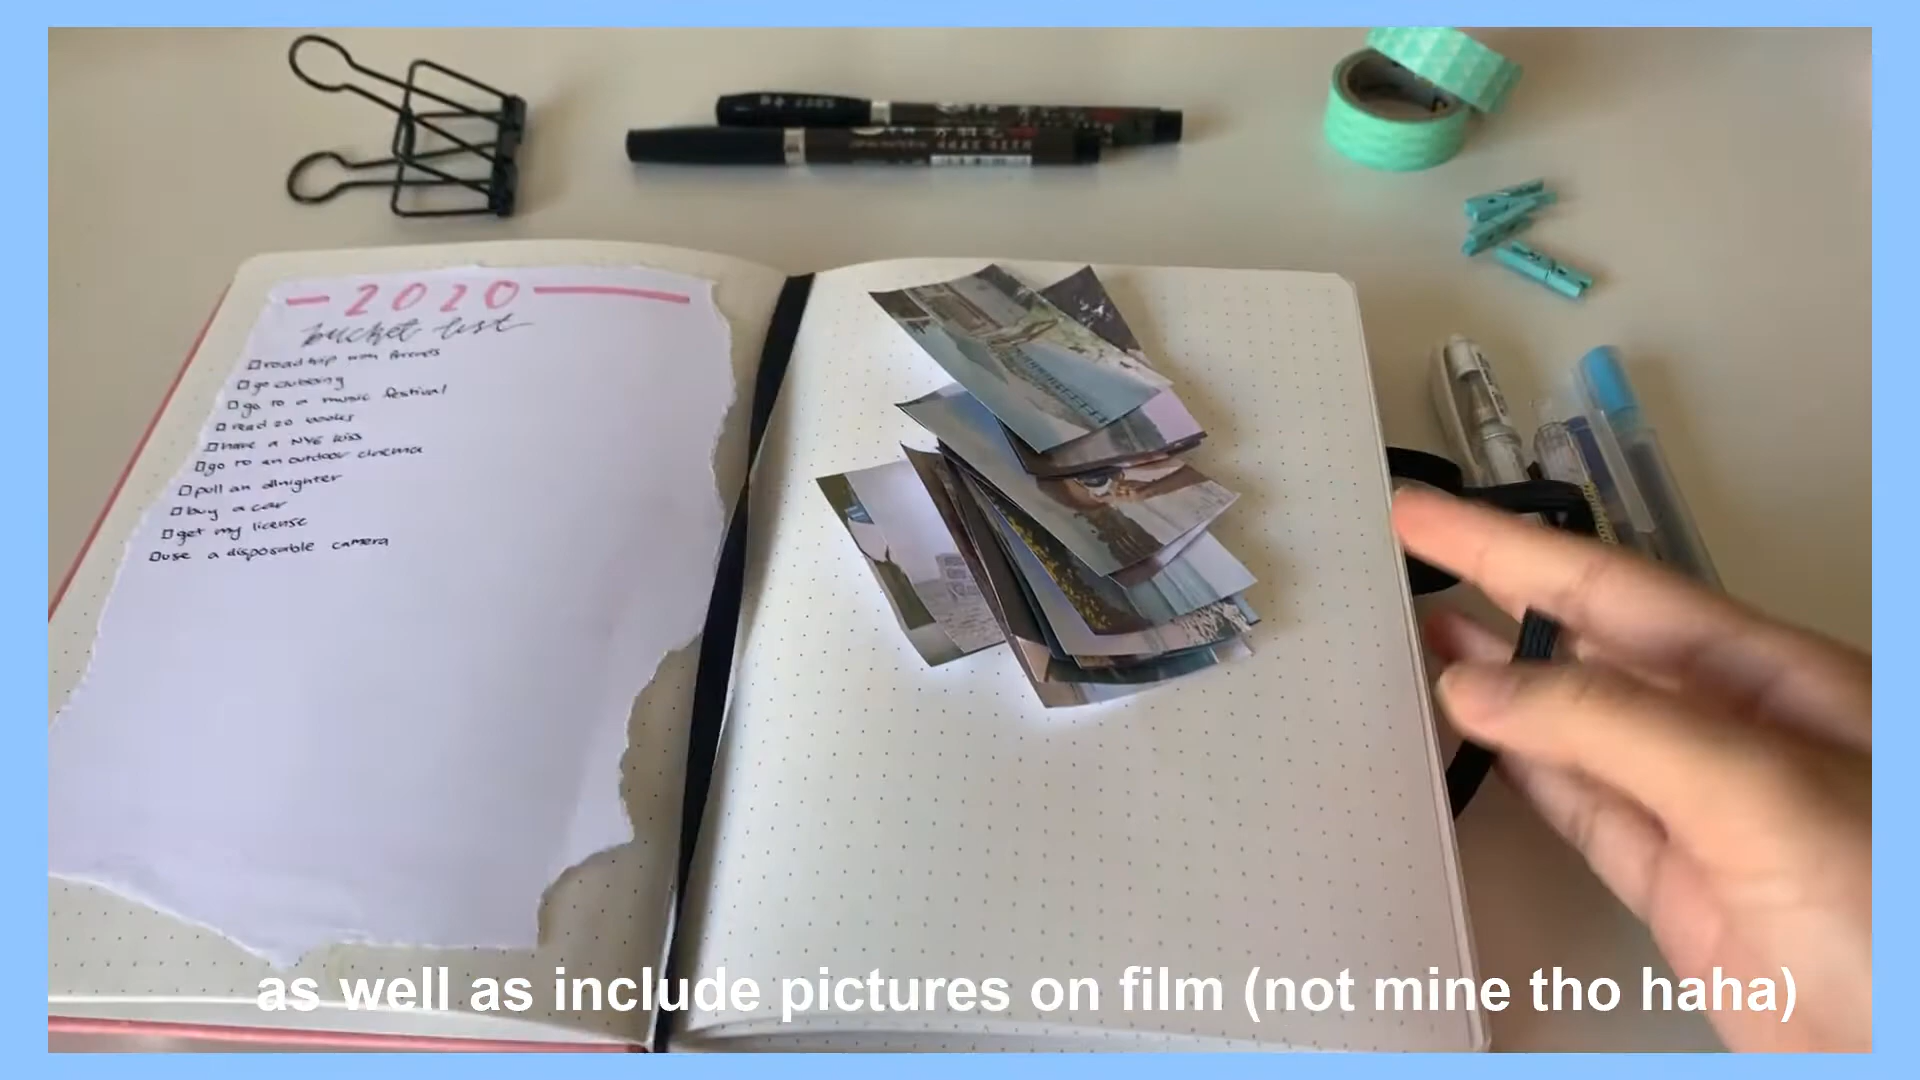 2020
bucket list
road trip with friends
go clubbing
go to a music festival
read 20 books
have a NYE kiss
go to an outdoor cinema
pull an allnighter
buy a car
get my license
use a disposable camera
as well as include pictures on film (not mine tho haha)